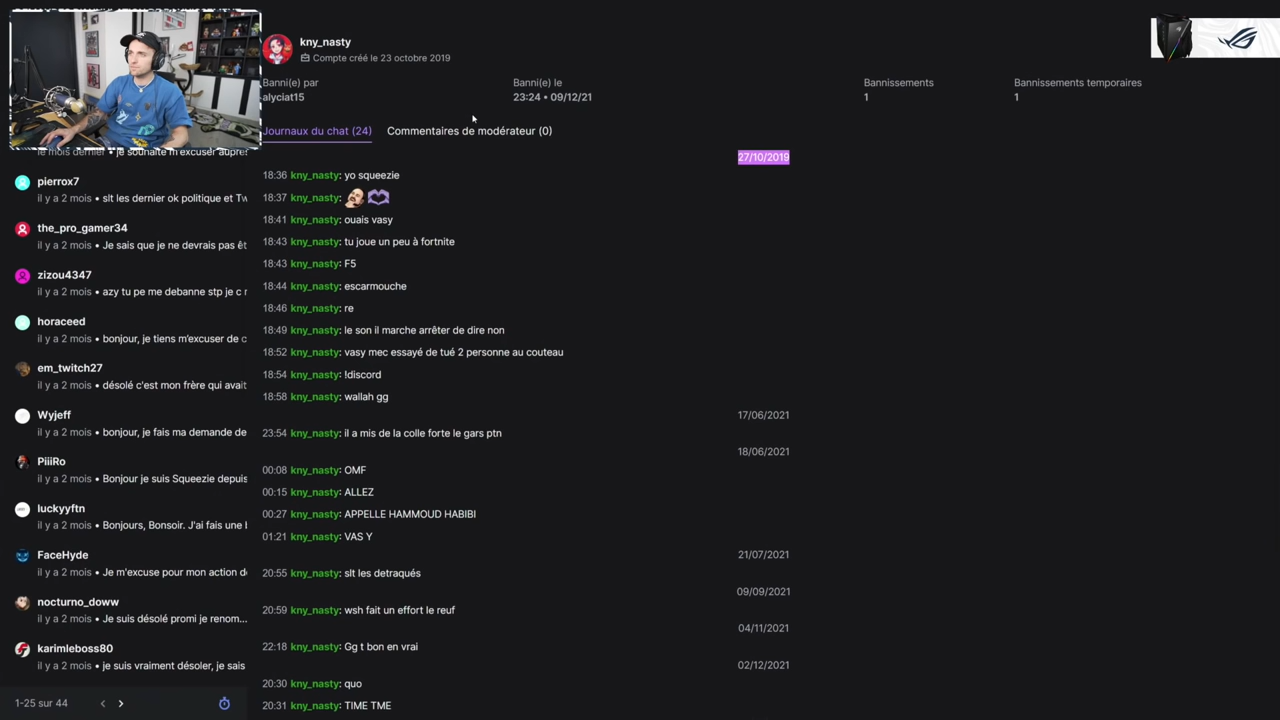 kny_nasty
Compte créé le 23 octobre 2019
Banni(e) par
alyciat15
Banni(e) le
23:24 • 09/12/21
Bannissements
1
Bannissements temporaires
1
Journaux du chat (24)
Commentaires de modérateur (0)
le mois dernier • je souhaite m'excuser aupres
pierrox7
il y a 2 mois • slt les dernier ok politique et Tw
the_pro_gamer34
il y a 2 mois • Je sais que je ne devrais pas êt
zizou4347
il y a 2 mois • azy tu pe me debanne stp je c r
horaceed
il y a 2 mois • bonjour, je tiens m'excuser de c
em_twitch27
il y a 2 mois • désolé c'est mon frère qui avait
Wyjeff
il y a 2 mois • bonjour, je fais ma demande de
PiiiRo
il y a 2 mois • Bonjour je suis Squeezie depuis
luckyyftn
il y a 2 mois • Bonjours, Bonsoir. J'ai fais une b
FaceHyde
il y a 2 mois • Je m'excuse pour mon action de
nocturno_doww
il y a 2 mois • Je suis désolé promi je renom...
karimleboss80
il y a 2 mois • je suis vraiment désoler, je sais
1-25 sur 44
27/10/2019
18:36 kny_nasty: yo squeezie
18:37 kny_nasty:
18:41 kny_nasty: ouais vasy
18:43 kny_nasty: tu joue un peu à fortnite
18:43 kny_nasty: F5
18:44 kny_nasty: escarmouche
18:46 kny_nasty: re
18:49 kny_nasty: le son il marche arrêter de dire non
18:52 kny_nasty: vasy mec essayé de tué 2 personne au couteau
18:54 kny_nasty: !discord
18:58 kny_nasty: wallah gg
17/06/2021
23:54 kny_nasty: il a mis de la colle forte le gars ptn
18/06/2021
00:08 kny_nasty: OMF
00:15 kny_nasty: ALLEZ
00:27 kny_nasty: APPELLE HAMMOUD HABIBI
01:21 kny_nasty: VAS Y
21/07/2021
20:55 kny_nasty: slt les detraqués
09/09/2021
20:59 kny_nasty: wsh fait un effort le reuf
04/11/2021
22:18 kny_nasty: Gg t bon en vrai
02/12/2021
20:30 kny_nasty: quo
20:31 kny_nasty: TIME TME